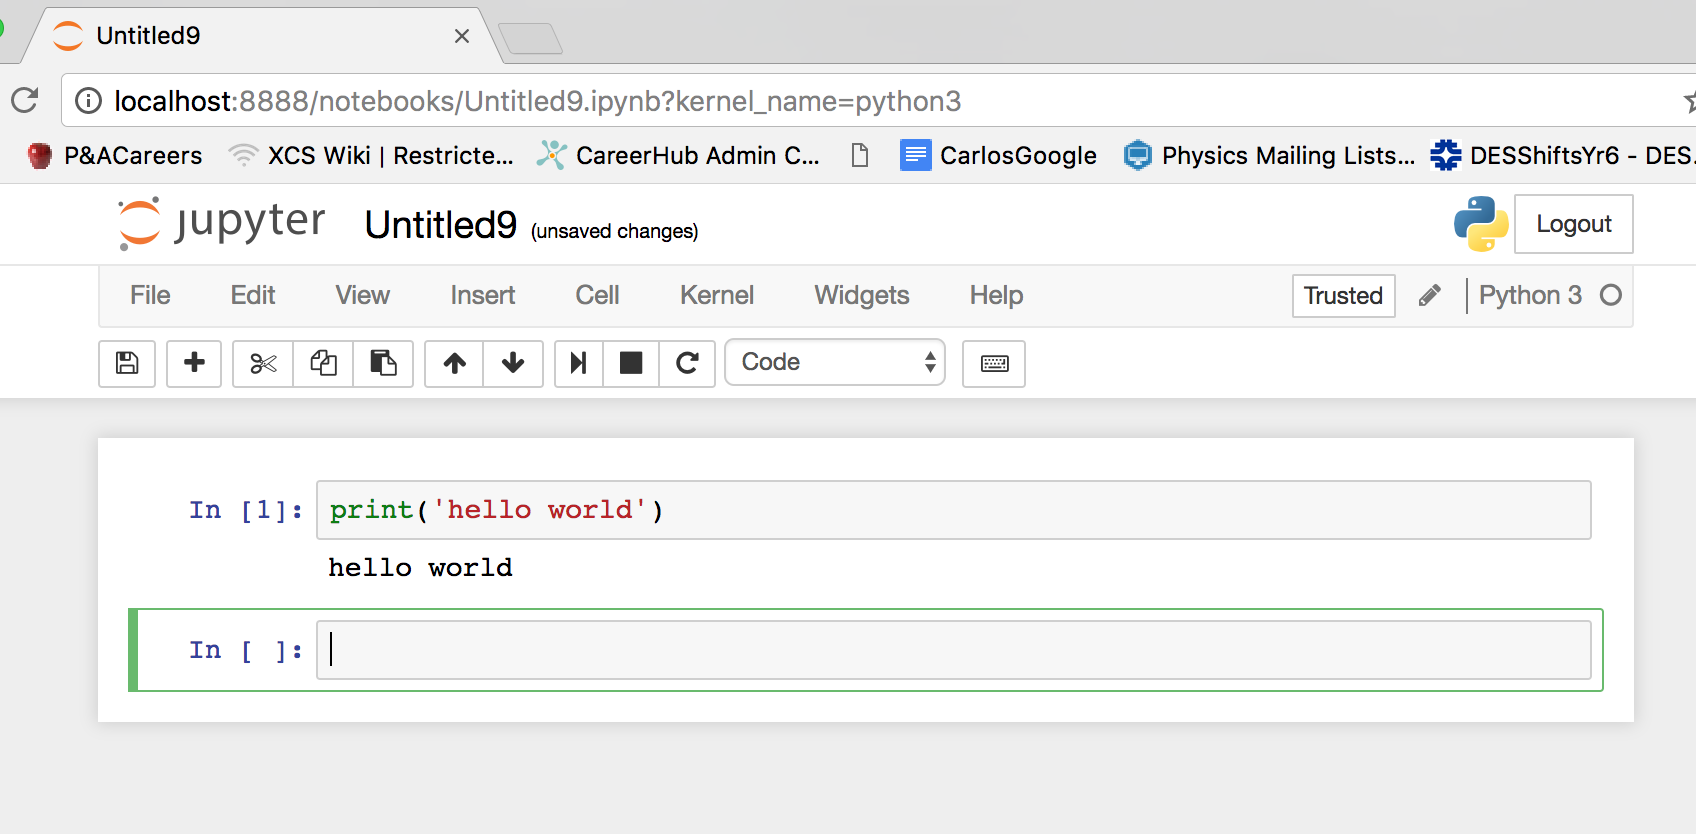 Untitled9
localhost:8888/notebooks/Untitled9.ipynb?kernel_name=python3
P&ACareers XCS Wiki | Restricte... CareerHub Admin C... CarlosGoogle Physics Mailing Lists... DESShiftsYr6 - DES.
jupyter Untitled9 (unsaved changes) Logout
File Edit View Insert Cell Kernel Widgets Help Trusted Python 3
Code
In [1]: print('hello world')
hello world
In [ ]: